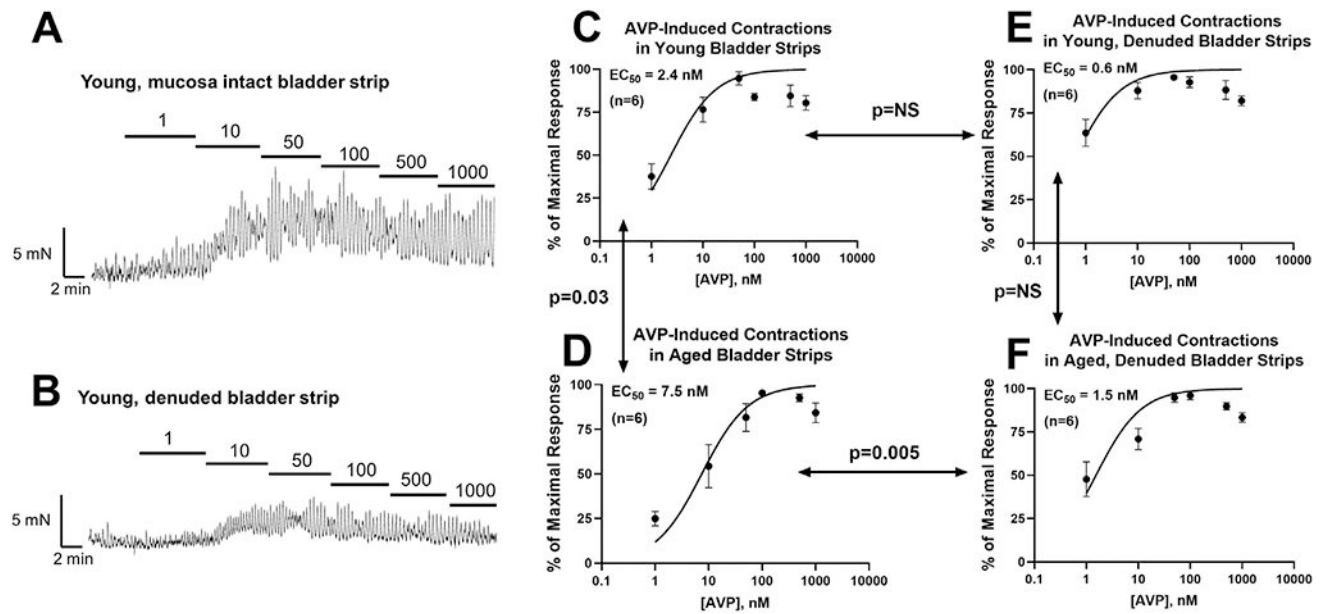 A
Young, mucosa intact bladder strip
1
10
50
100
500
1000
5 mN
2 min
B
Young, denuded bladder strip
1
10
50
100
500
1000
5 mN
2 min
C
AVP-Induced Contractions
in Young Bladder Strips
EC50 = 2.4 nM
(n=6)
% of Maximal Response
100
75
50
25
0
0.1
1
10
100
1000
10000
[AVP], nM
p=NS
E
AVP-Induced Contractions
in Young, Denuded Bladder Strips
EC50 = 0.6 nM
(n=6)
% of Maximal Response
100
75
50
25
0
0.1
1
10
100
1000
10000
[AVP], nM
p=0.03
p=NS
D
AVP-Induced Contractions
in Aged Bladder Strips
EC50 = 7.5 nM
(n=6)
% of Maximal Response
100
75
50
25
0
0.1
1
10
100
1000
10000
[AVP], nM
p=0.005
F
AVP-Induced Contractions
in Aged, Denuded Bladder Strips
EC50 = 1.5 nM
(n=6)
% of Maximal Response
100
75
50
25
0
0.1
1
10
100
1000
10000
[AVP], nM